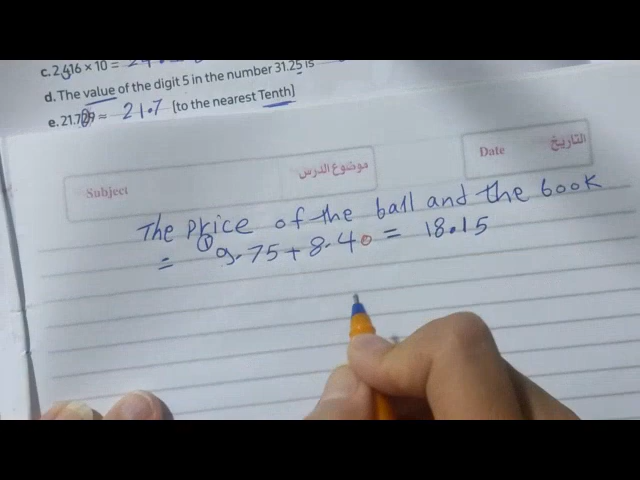 c. 2.416 × 10 = 24.
d. The value of the digit 5 in the number 31.25 is
e. 21.729 ≈ 21.7 (to the nearest Tenth)
Subject
موضوع الدرس
Date
التاريخ
The price of the ball and the book
= 9.75 + 8.40 = 18.15